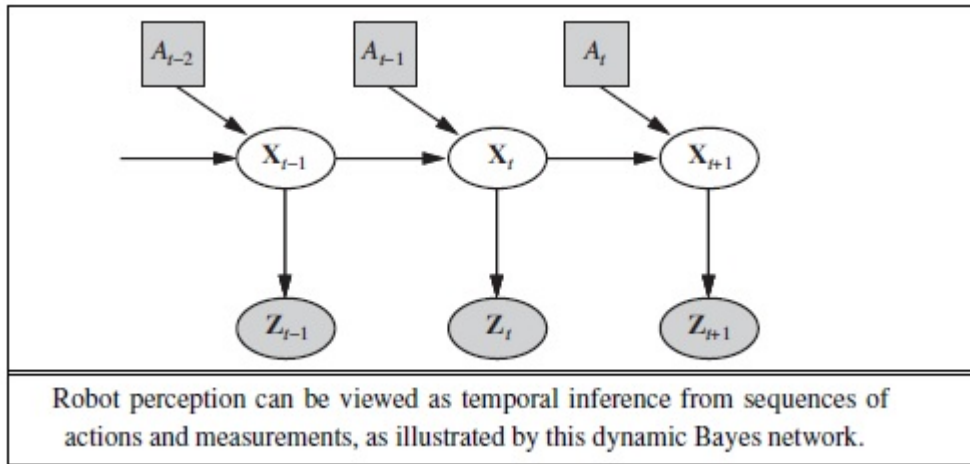 A_{t–2} A_{t–1} A_t
X_{t–1} X_t X_{t+1}
Z_{t–1} Z_t Z_{t+1}
Robot perception can be viewed as temporal inference from sequences of
actions and measurements, as illustrated by this dynamic Bayes network.